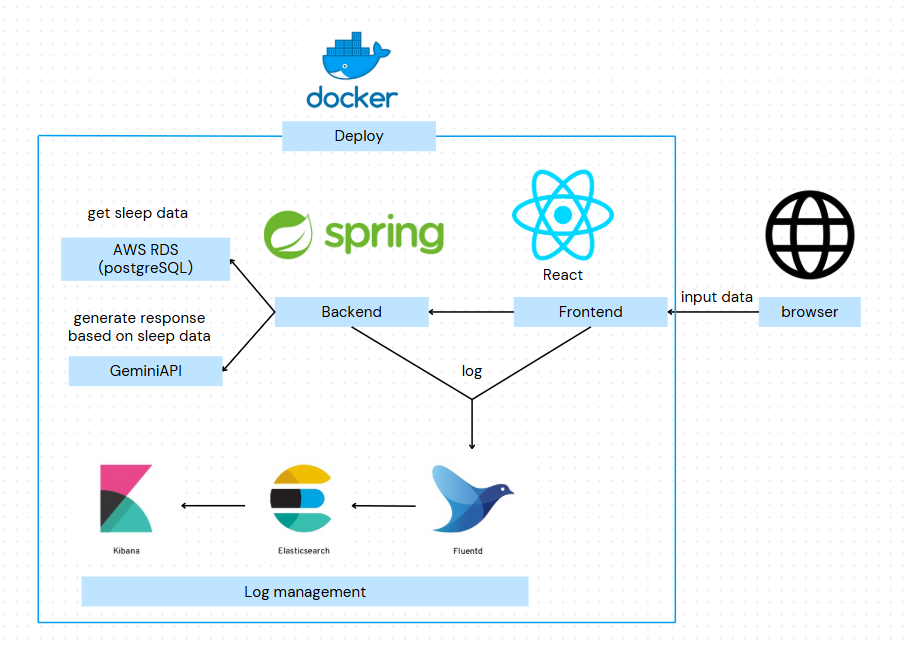 docker
Deploy
get sleep data
AWS RDS
(postgreSQL)
spring
React
generate response
based on sleep data
GeminiAPI
Backend
Frontend
input data
browser
log
Kibana
Elasticsearch
Fluentd
Log management